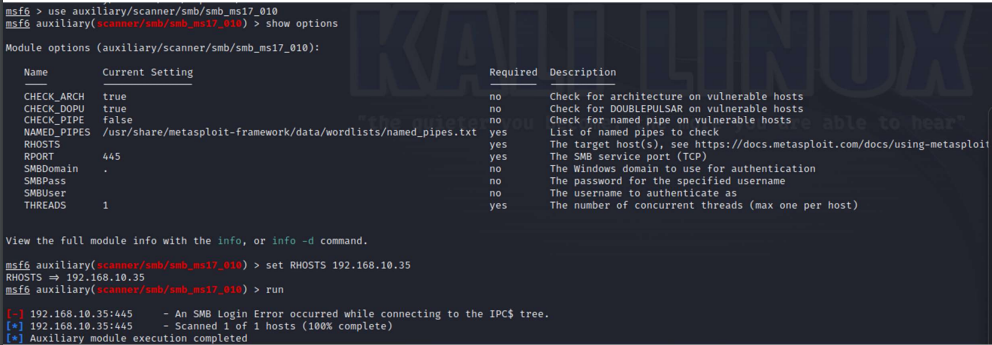 msf6 > use auxiliary/scanner/smb/smb_ms17_010
msf6 auxiliary(scanner/smb/smb_ms17_010) > show options
Module options (auxiliary/scanner/smb/smb_ms17_010):
Name Current Setting Required Description
---- --------------- -------- -----------
CHECK_ARCH true no Check for architecture on vulnerable hosts
CHECK_DOPU true no Check for DOUBLEPULSAR on vulnerable hosts
CHECK_PIPE false no Check for named pipe on vulnerable hosts
NAMED_PIPES /usr/share/metasploit-framework/data/wordlists/named_pipes.txt yes List of named pipes to check
RHOSTS yes The target host(s), see https://docs.metasploit.com/docs/using-metasploit
RPORT 445 yes The SMB service port (TCP)
SMBDomain . no The Windows domain to use for authentication
SMBPass no The password for the specified username
SMBUser no The username to authenticate as
THREADS 1 yes The number of concurrent threads (max one per host)
View the full module info with the info, or info -d command.
msf6 auxiliary(scanner/smb/smb_ms17_010) > set RHOSTS 192.168.10.35
RHOSTS => 192.168.10.35
msf6 auxiliary(scanner/smb/smb_ms17_010) > run
[-] 192.168.10.35:445 - An SMB Login Error occurred while connecting to the IPC$ tree.
[*] 192.168.10.35:445 - Scanned 1 of 1 hosts (100% complete)
[*] Auxiliary module execution completed
KALI LINUX
"the quieter you are able to hear"